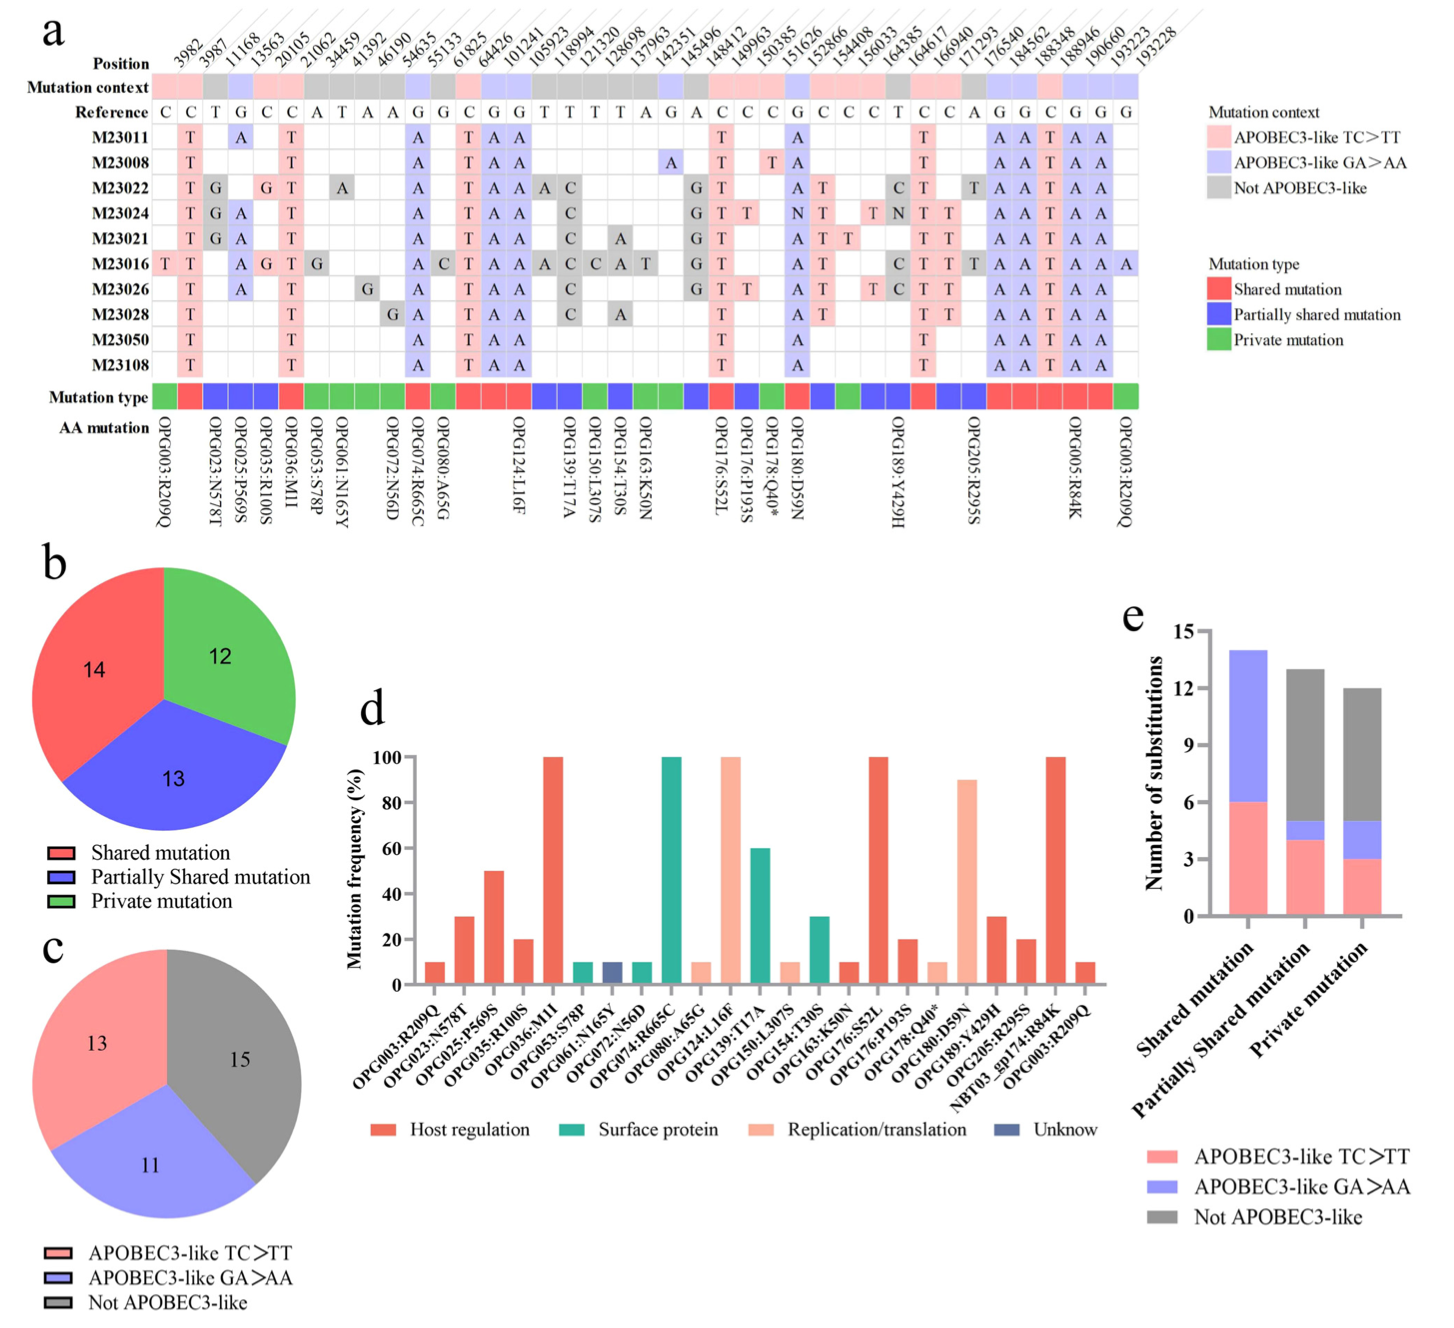 a
3982 3987 11168 13563 20105 21062 34459 41392 46190 54635 55133 61825 64426 101241 105923 118994 121320 128698 137963 142351 145496 148412 149963 150385 151626 152866 154408 156033 164385 164617 166940 171293 176540 184562 188348 188946 190660 193223 193228
Position
Mutation context
Reference C C T G C C A T A A G G C G G T T T T A G A C C C G C C C T C C A G G C G G G
M23011 T A T A T A A T A T A A T A A
M23008 T T A T A A A T T A T A A T A A
M23022 T G G T A A T A A A C G T A T C T T A A T A A
M23024 T G A T A T A A C G T T N T T N T T A A T A A
M23021 T G A T A T A A C A G T A T T T T A A T A A
M23016 T T A G T G A C T A A A C C A T G T A T C T T T A A T A A A
M23026 T A T G A T A A C G T T A T T C T T A A T A A
M23028 T T G A T A A C A T A T T T A A T A A
M23050 T T A T A A T A T A A T A A
M23108 T T A T A A T A T A A T A A
Mutation type
AA mutation
OPG003:R209Q
OPG023:N578T
OPG025:P569S
OPG035:R100S
OPG036:M1I
OPG053:S78P
OPG061:N165Y
OPG072:N56D
OPG074:R665C
OPG080:A65G
OPG124:L16F
OPG139:T17A
OPG150:L307S
OPG154:T30S
OPG163:K50N
OPG176:S52L
OPG176:P193S
OPG178:Q40*
OPG180:D59N
OPG189:Y429H
OPG205:R295S
OPG005:R84K
OPG003:R209Q
Mutation context
APOBEC3-like TC>TT
APOBEC3-like GA>AA
Not APOBEC3-like
Mutation type
Shared mutation
Partially shared mutation
Private mutation
b
14
12
13
Shared mutation
Partially Shared mutation
Private mutation
c
13
15
11
APOBEC3-like TC>TT
APOBEC3-like GA>AA
Not APOBEC3-like
d
Mutation frequency (%)
100
80
60
40
20
0
OPG003:R209Q
OPG023:N578T
OPG025:P569S
OPG035:R100S
OPG036:M1I
OPG053:S78P
OPG061:N165Y
OPG072:N56D
OPG074:R665C
OPG080:A65G
OPG124:L16F
OPG139:T17A
OPG150:L307S
OPG154:T30S
OPG163:K50N
OPG176:S52L
OPG176:P193S
OPG178:Q40*
OPG180:D59N
OPG189:Y429H
OPG205:R295S
NBT03_gp174:R84K
OPG003:R209Q
Host regulation
Surface protein
Replication/translation
Unknow
e
Number of substitutions
15
12
9
6
3
0
Shared mutation
Partially Shared mutation
Private mutation
APOBEC3-like TC>TT
APOBEC3-like GA>AA
Not APOBEC3-like